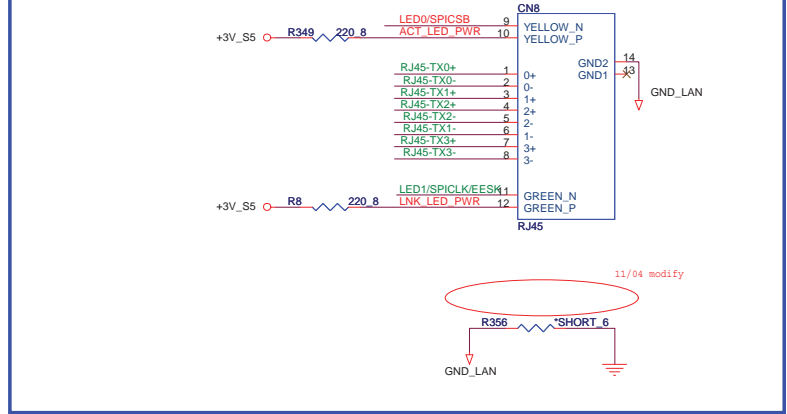 CN8
LED0/SPICSB 9 YELLOW_N
+3V_S5 R349 220_8 ACT_LED_PWR 10 YELLOW_P
14
GND2
RJ45-TX0+ 1 0+ GND1 13
RJ45-TX0- 2 0-
RJ45-TX1+ 3 1+ GND_LAN
RJ45-TX2+ 4 2+
RJ45-TX2- 5 2-
RJ45-TX1- 6 1-
RJ45-TX3+ 7 3+
RJ45-TX3- 8 3-
LED1/SPICLK/EESK 11 GREEN_N
+3V_S5 R8 220_8 LNK_LED_PWR 12 GREEN_P
RJ45
11/04 modify
R356 *SHORT_6
GND_LAN